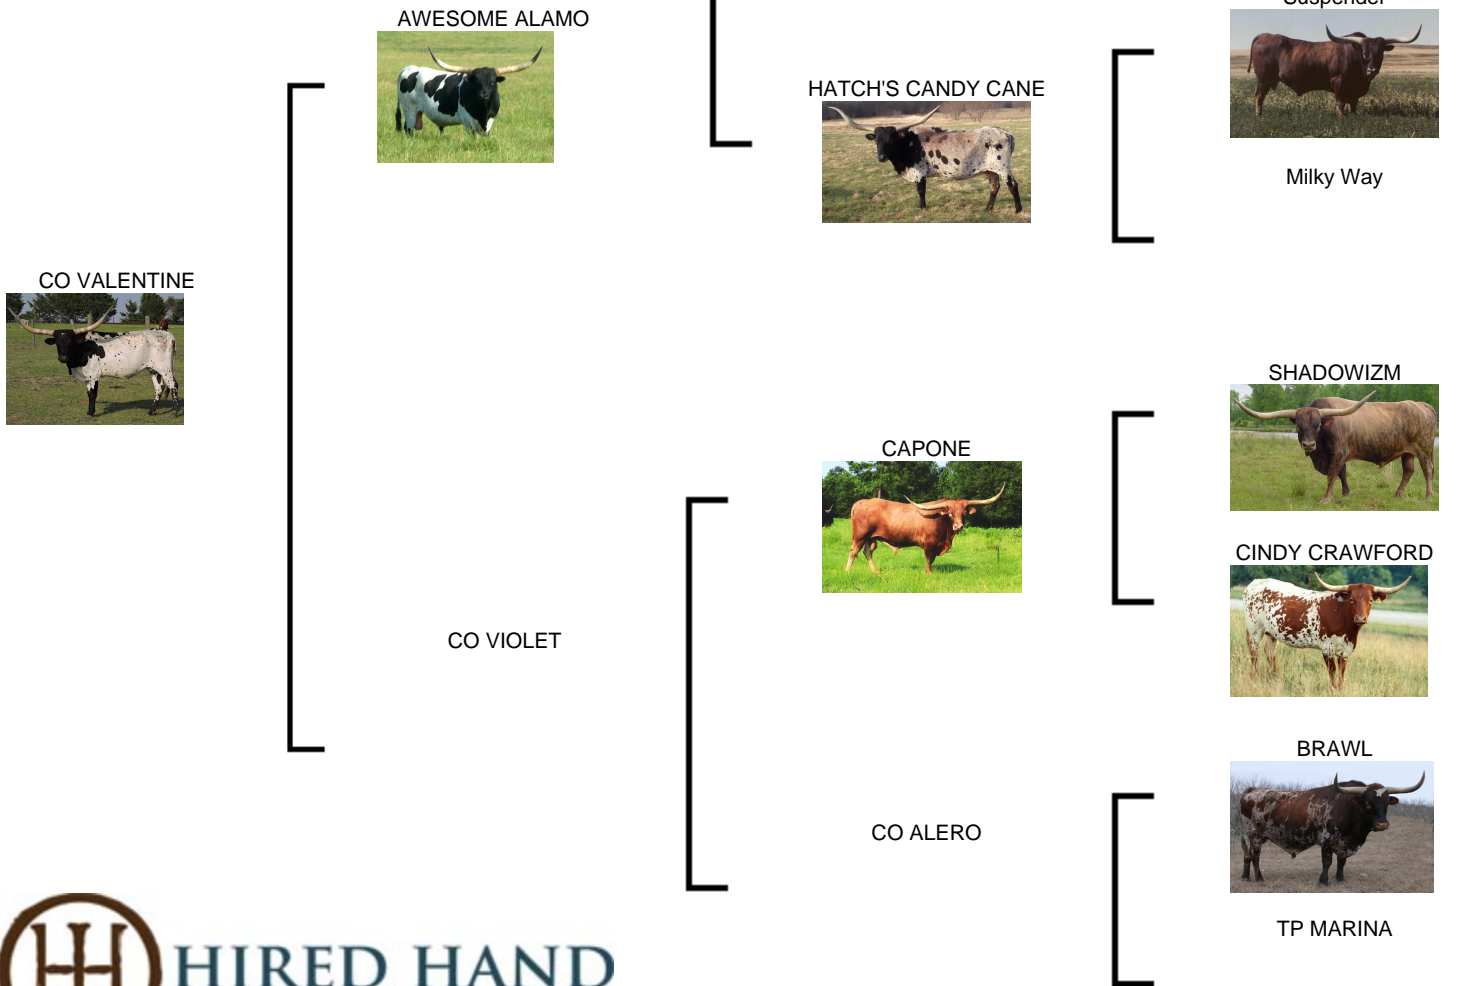 Suspender
AWESOME ALAMO
HATCH'S CANDY CANE
Milky Way
CO VALENTINE
SHADOWIZM
CAPONE
CINDY CRAWFORD
CO VIOLET
BRAWL
CO ALERO
TP MARINA
HIRED HAND